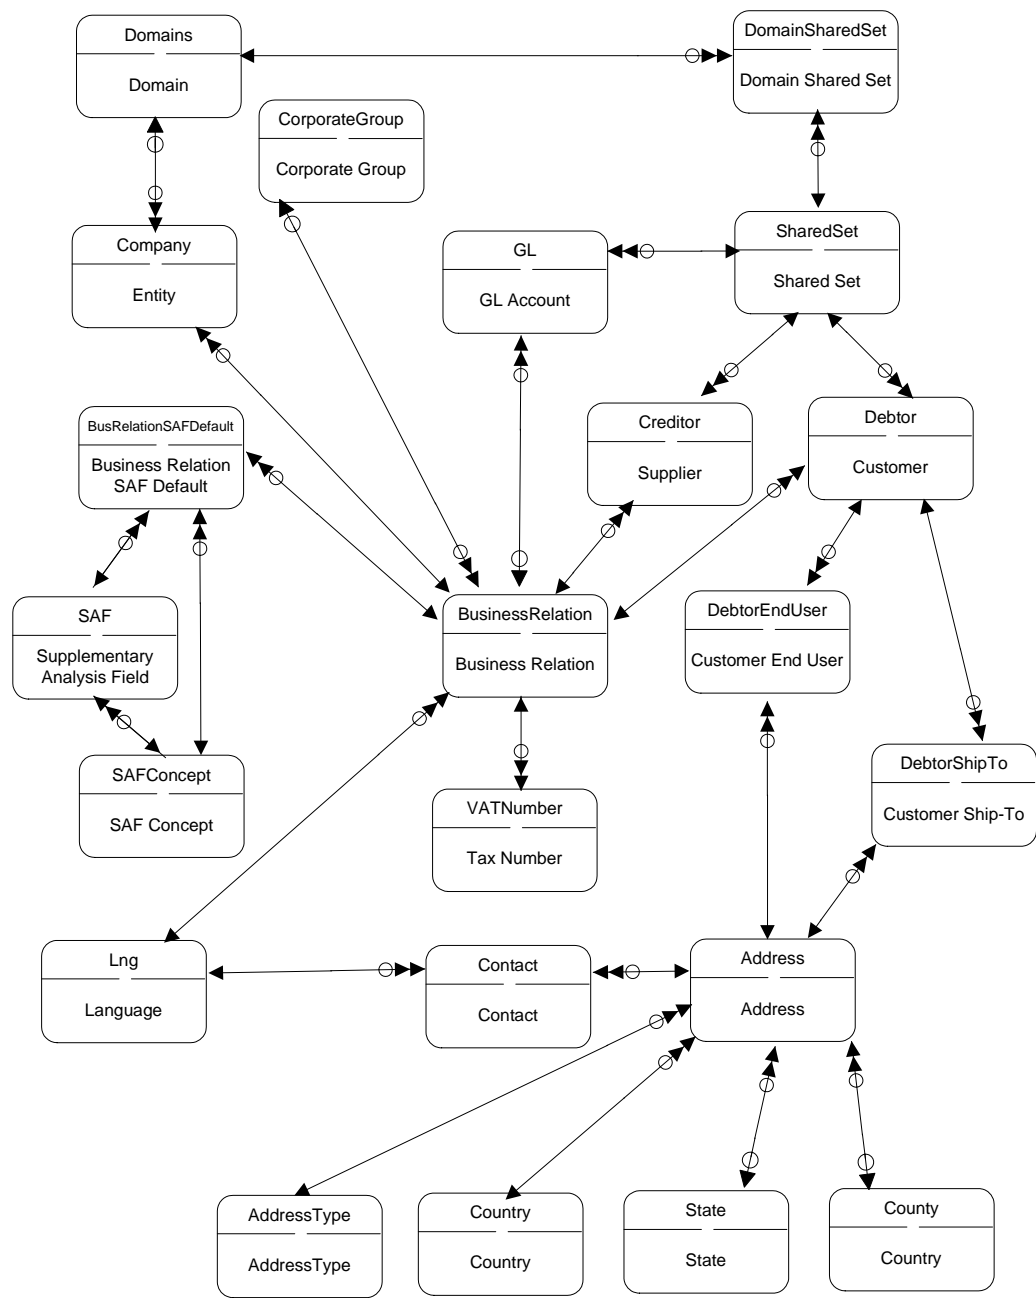 Domains
Domain
DomainSharedSet
Domain Shared Set
CorporateGroup
Corporate Group
Company
Entity
GL
GL Account
SharedSet
Shared Set
BusRelationSAFDefault
Business Relation
SAF Default
Creditor
Supplier
Debtor
Customer
SAF
Supplementary
Analysis Field
BusinessRelation
Business Relation
DebtorEndUser
Customer End User
SAFConcept
SAF Concept
VATNumber
Tax Number
DebtorShipTo
Customer Ship-To
Lng
Language
Contact
Contact
Address
Address
AddressType
AddressType
Country
Country
State
State
County
Country